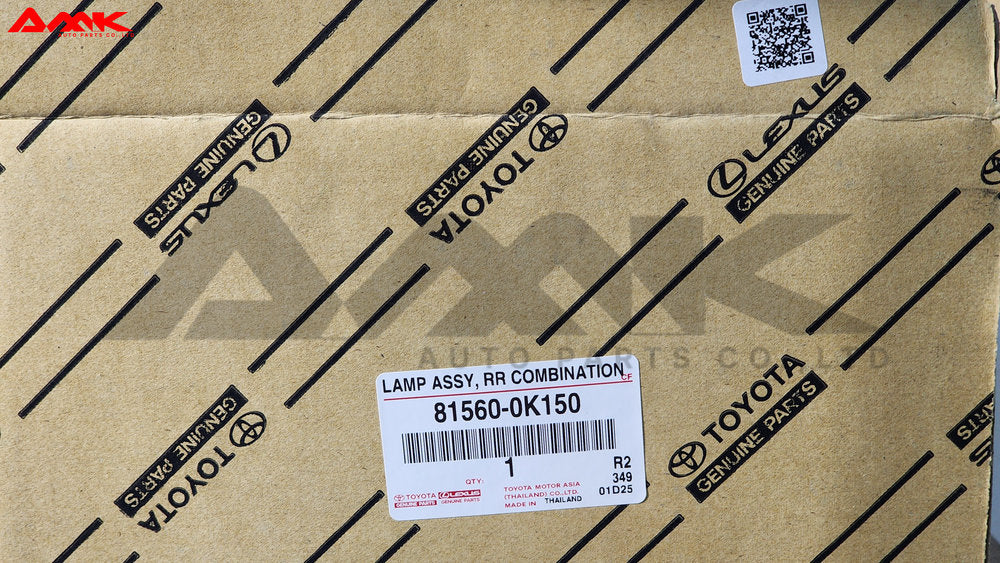 AMK
AUTO PARTS CO., LTD.
LEXUS
GENUINE PARTS
TOYOTA
GENUINE PARTS
LEXUS
GENUINE PARTS
AMK
AUTO PARTS CO., LTD
LAMP ASSY, RR COMBINATION
CF
81560-0K150
1
R2
QTY:
349
TOYOTA LEXUS
GENUINE PARTS GENUINE PARTS
TOYOTA MOTOR ASIA
(THAILAND) CO.,LTD.
01D25
MADE IN THAILAND
TOYOTA
GENUINE PARTS
TOYOTA
GENUINE PARTS